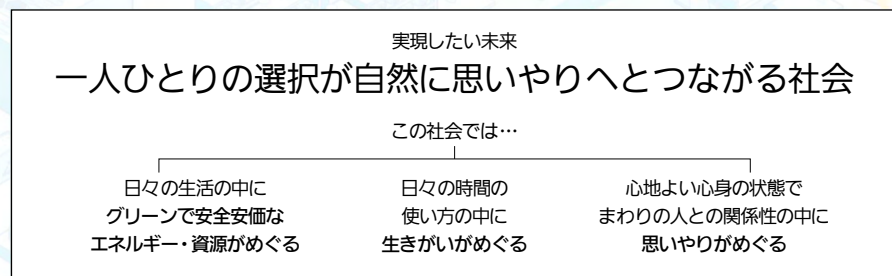 実現したい未来
一人ひとりの選択が自然に思いやりへとつながる社会
この社会では…
日々の生活の中に
グリーンで安全安価な
エネルギー・資源がめぐる
日々の時間の
使い方の中に
生きがいがめぐる
心地よい心身の状態で
まわりの人との関係性の中に
思いやりがめぐる